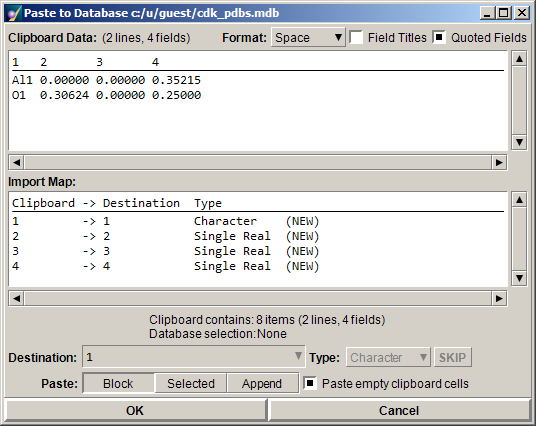 Paste to Database c:/u/guest/cdk_pdbs.mdb
Clipboard Data: (2 lines, 4 fields) Format: Space Field Titles Quoted Fields
1 2 3 4
Al1 0.00000 0.00000 0.35215
O1 0.30624 0.00000 0.25000
Import Map:
Clipboard -> Destination Type
1 -> 1 Character (NEW)
2 -> 2 Single Real (NEW)
3 -> 3 Single Real (NEW)
4 -> 4 Single Real (NEW)
Clipboard contains: 8 items (2 lines, 4 fields)
Database selection: None
Destination: 1 Type: Character SKIP
Paste: Block Selected Append Paste empty clipboard cells
OK Cancel